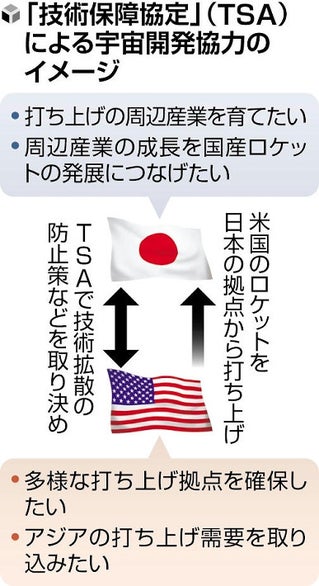 「技術保障協定」（TSA）
による宇宙開発協力の
イメージ
●打ち上げの周辺産業を育てたい
●周辺産業の成長を国産ロケッ
トの発展につなげたい
米国のロケットを
日本の拠点から打ち上げ
TSAで技術拡散の
防止策などを取り決め
●多様な打ち上げ拠点を確保し
たい
●アジアの打ち上げ需要を取り
込みたい